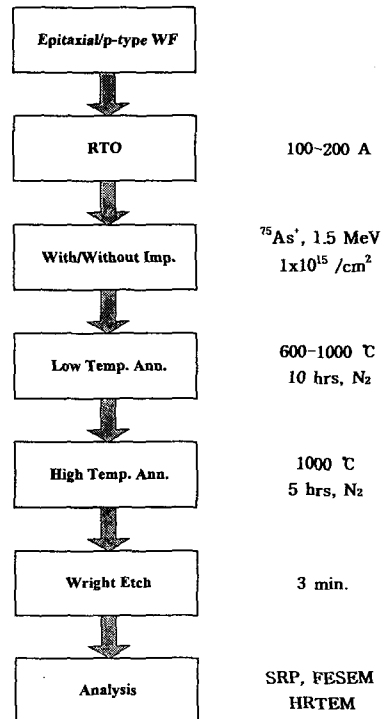 Epitaxial/p-type WF
RTO
100~200 A
With/Without Imp.
⁷⁵As⁺, 1.5 MeV
1x10¹⁵ /cm²
Low Temp. Ann.
600-1000 ℃
10 hrs, N₂
High Temp. Ann.
1000 ℃
5 hrs, N₂
Wright Etch
3 min.
Analysis
SRP, FESEM
HRTEM